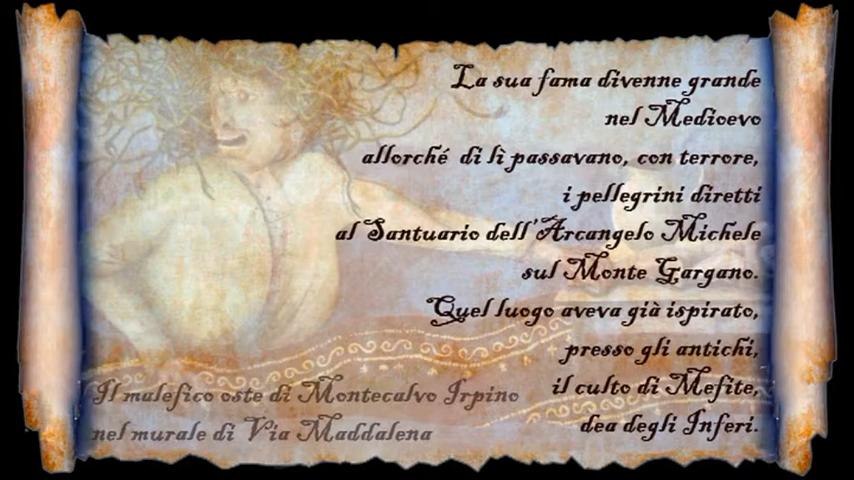 La sua fama divenne grande
nel Medioevo
allorché di lì passavano, con terrore,
i pellegrini diretti
al Santuario dell'Arcangelo Michele
sul Monte Gargano.
Quel luogo aveva già ispirato,
presso gli antichi,
il culto di Mefite,
dea degli Inferi.
Il malefico oste di Montecalvo Irpino
nel murale di Via Maddalena